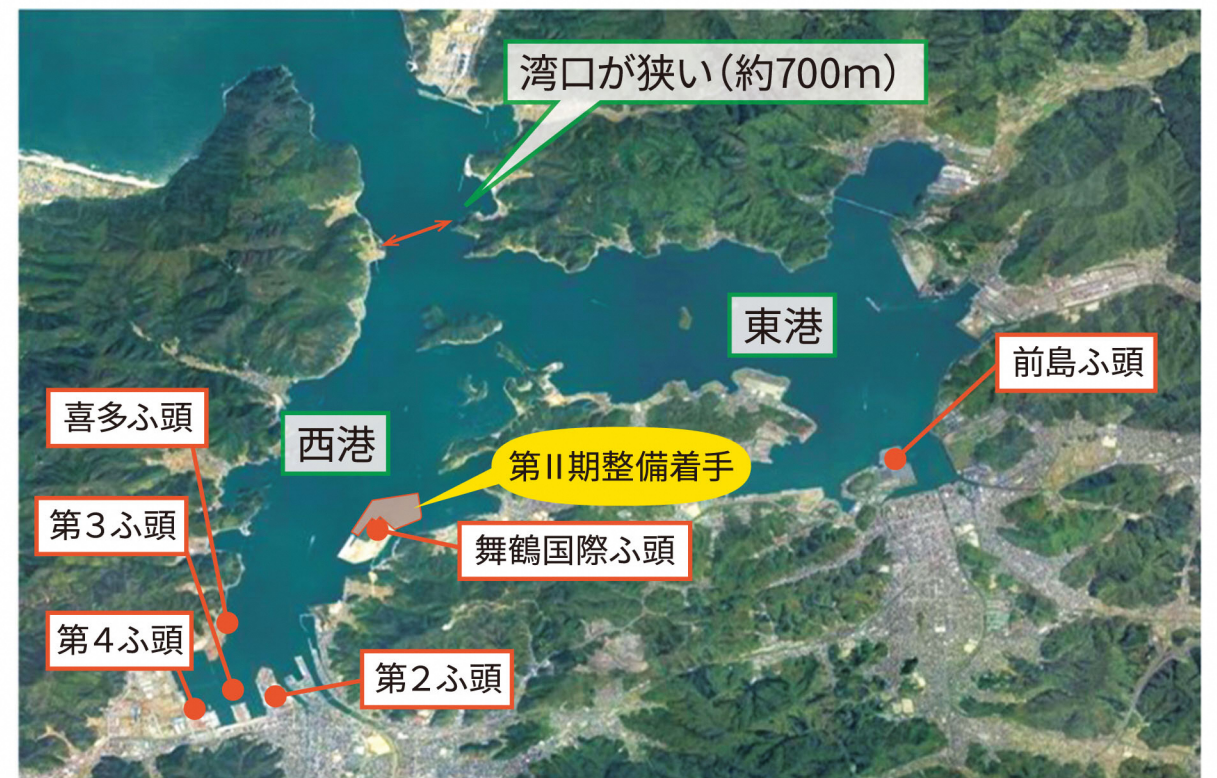 湾口が狭い（約700m）
東港
前島ふ頭
喜多ふ頭
西港
第Ⅱ期整備着手
第3ふ頭
舞鶴国際ふ頭
第4ふ頭
第2ふ頭